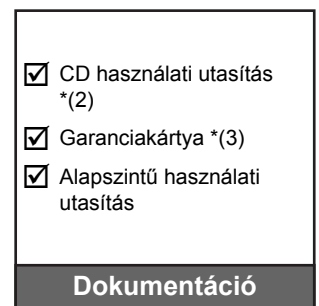 CD használati utasítás
*(2)
Garanciakártya *(3)
Alapszintű használati
utasítás
Dokumentáció